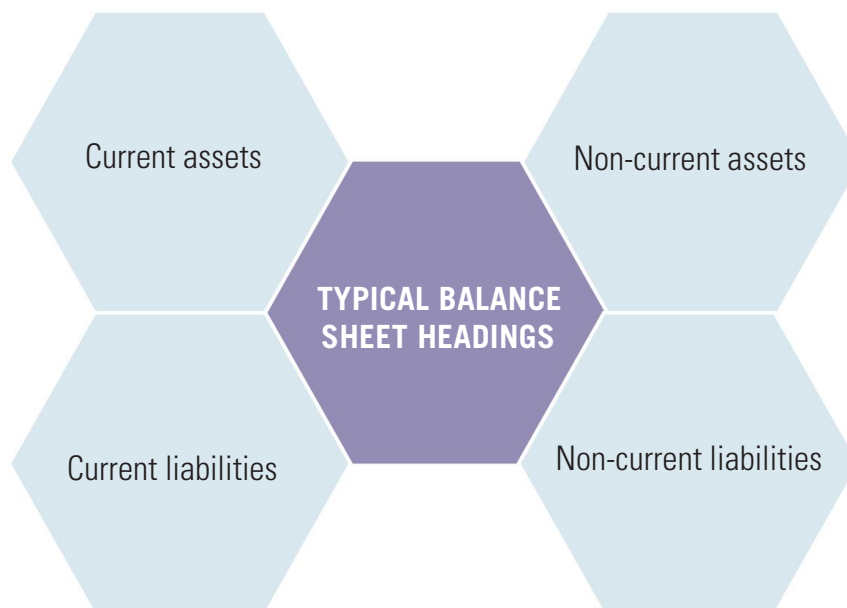 Current assets
Non-current assets
TYPICAL BALANCE
SHEET HEADINGS
Current liabilities
Non-current liabilities